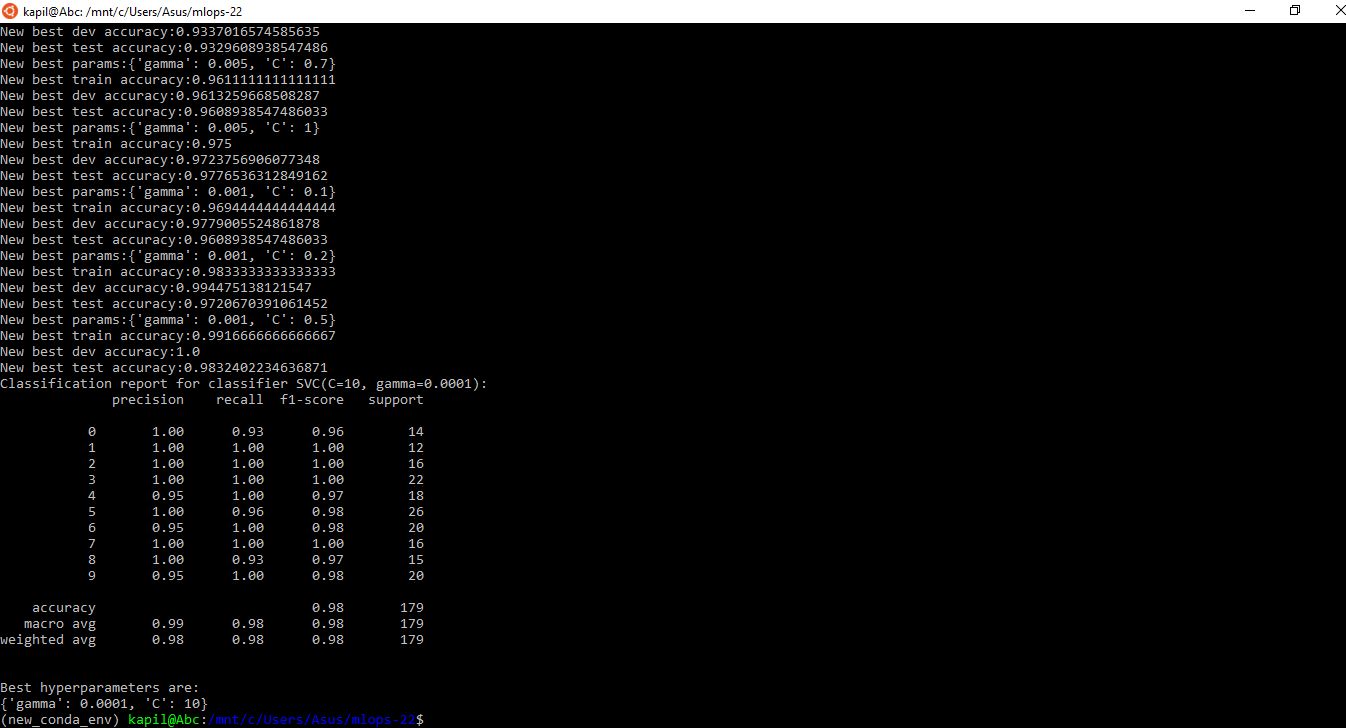 kapil@Abc: /mnt/c/Users/Asus/mlops-22
New best dev accuracy:0.9337016574585635
New best test accuracy:0.9329608938547486
New best params:{'gamma': 0.005, 'C': 0.7}
New best train accuracy:0.9611111111111111
New best dev accuracy:0.9613259668508287
New best test accuracy:0.9608938547486033
New best params:{'gamma': 0.005, 'C': 1}
New best train accuracy:0.975
New best dev accuracy:0.9723756906077348
New best test accuracy:0.9776536312849162
New best params:{'gamma': 0.001, 'C': 0.1}
New best train accuracy:0.9694444444444444
New best dev accuracy:0.9779005524861878
New best test accuracy:0.9608938547486033
New best params:{'gamma': 0.001, 'C': 0.2}
New best train accuracy:0.9833333333333333
New best dev accuracy:0.994475138121547
New best test accuracy:0.9720670391061452
New best params:{'gamma': 0.001, 'C': 0.5}
New best train accuracy:0.9916666666666667
New best dev accuracy:1.0
New best test accuracy:0.9832402234636871
Classification report for classifier SVC(C=10, gamma=0.0001):
precision recall f1-score support
0 1.00 0.93 0.96 14
1 1.00 1.00 1.00 12
2 1.00 1.00 1.00 16
3 1.00 1.00 1.00 22
4 0.95 1.00 0.97 18
5 1.00 0.96 0.98 26
6 0.95 1.00 0.98 20
7 1.00 1.00 1.00 16
8 1.00 0.93 0.97 15
9 0.95 1.00 0.98 20
accuracy 0.98 179
macro avg 0.99 0.98 0.98 179
weighted avg 0.98 0.98 0.98 179
Best hyperparameters are:
{'gamma': 0.0001, 'C': 10}
(new_conda_env) kapil@Abc:/mnt/c/Users/Asus/mlops-22$